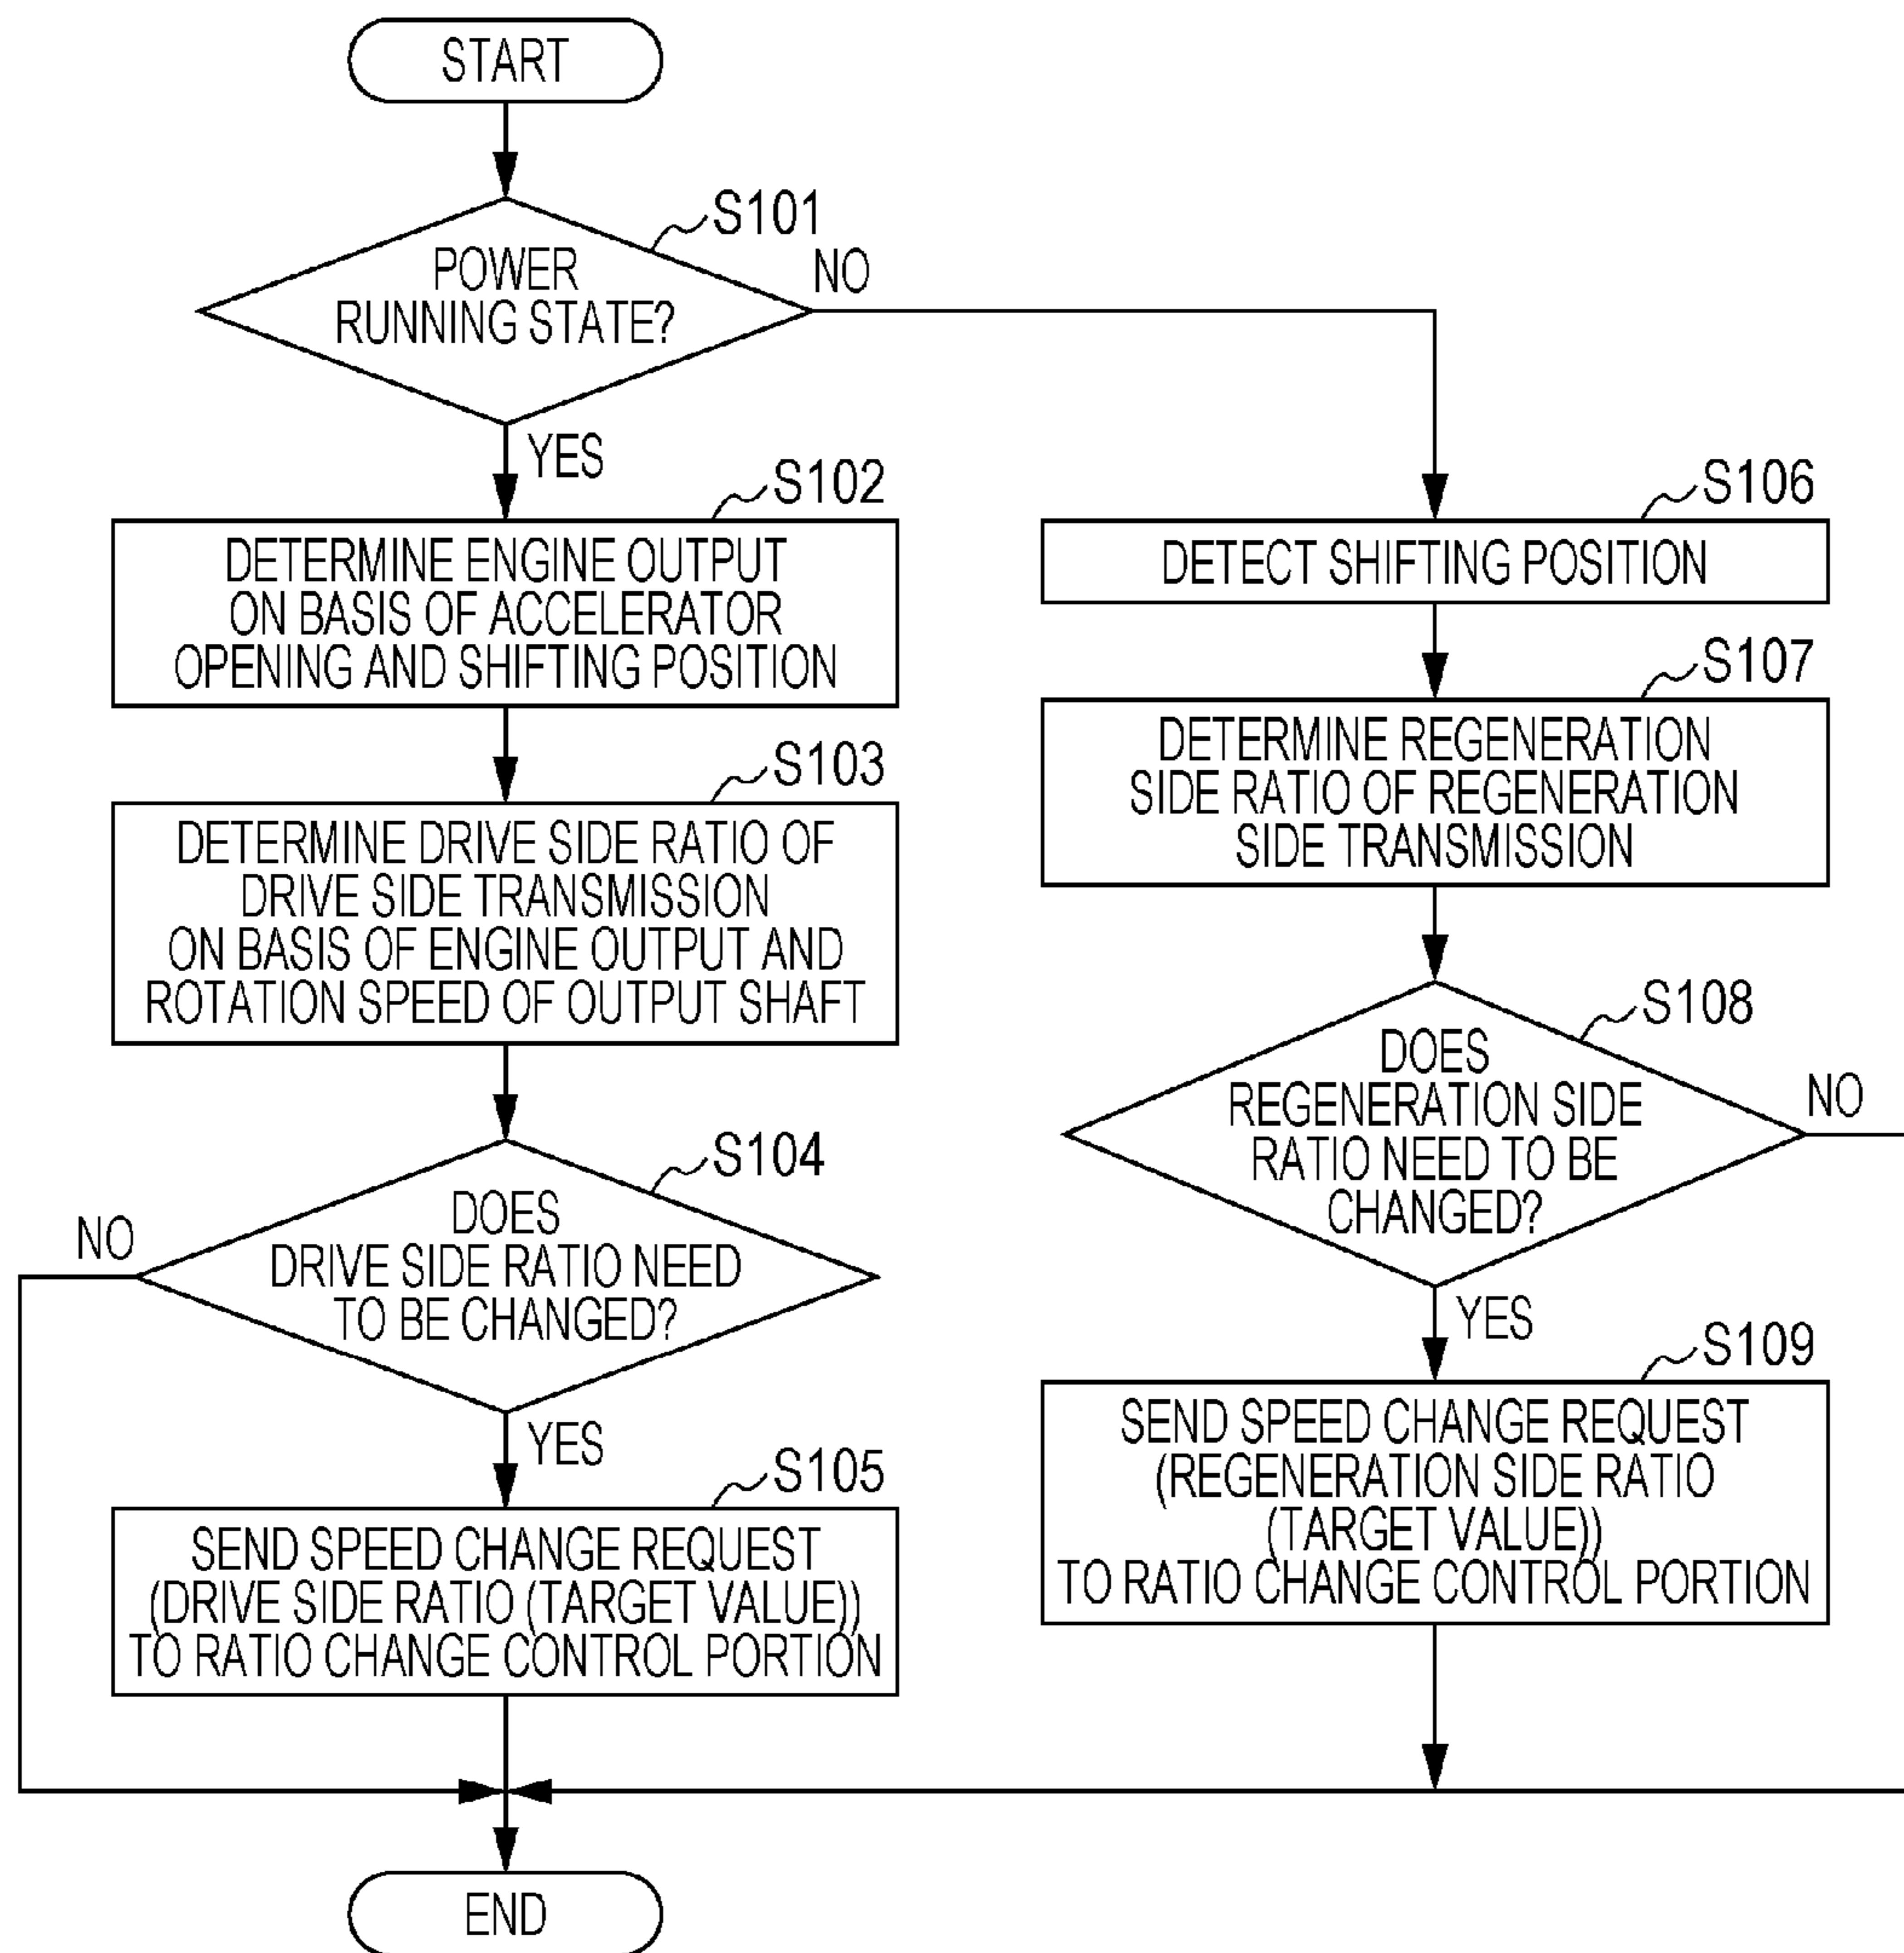 START
S101
POWER
RUNNING STATE?
NO
YES
S102
DETERMINE ENGINE OUTPUT
ON BASIS OF ACCELERATOR
OPENING AND SHIFTING POSITION
S103
DETERMINE DRIVE SIDE RATIO OF
DRIVE SIDE TRANSMISSION
ON BASIS OF ENGINE OUTPUT AND
ROTATION SPEED OF OUTPUT SHAFT
S104
DOES
DRIVE SIDE RATIO NEED
TO BE CHANGED?
NO
YES
S105
SEND SPEED CHANGE REQUEST
(DRIVE SIDE RATIO (TARGET VALUE))
TO RATIO CHANGE CONTROL PORTION
S106
DETECT SHIFTING POSITION
S107
DETERMINE REGENERATION
SIDE RATIO OF REGENERATION
SIDE TRANSMISSION
S108
DOES
REGENERATION SIDE
RATIO NEED TO BE
CHANGED?
NO
YES
S109
SEND SPEED CHANGE REQUEST
(REGENERATION SIDE RATIO
(TARGET VALUE))
TO RATIO CHANGE CONTROL PORTION
END